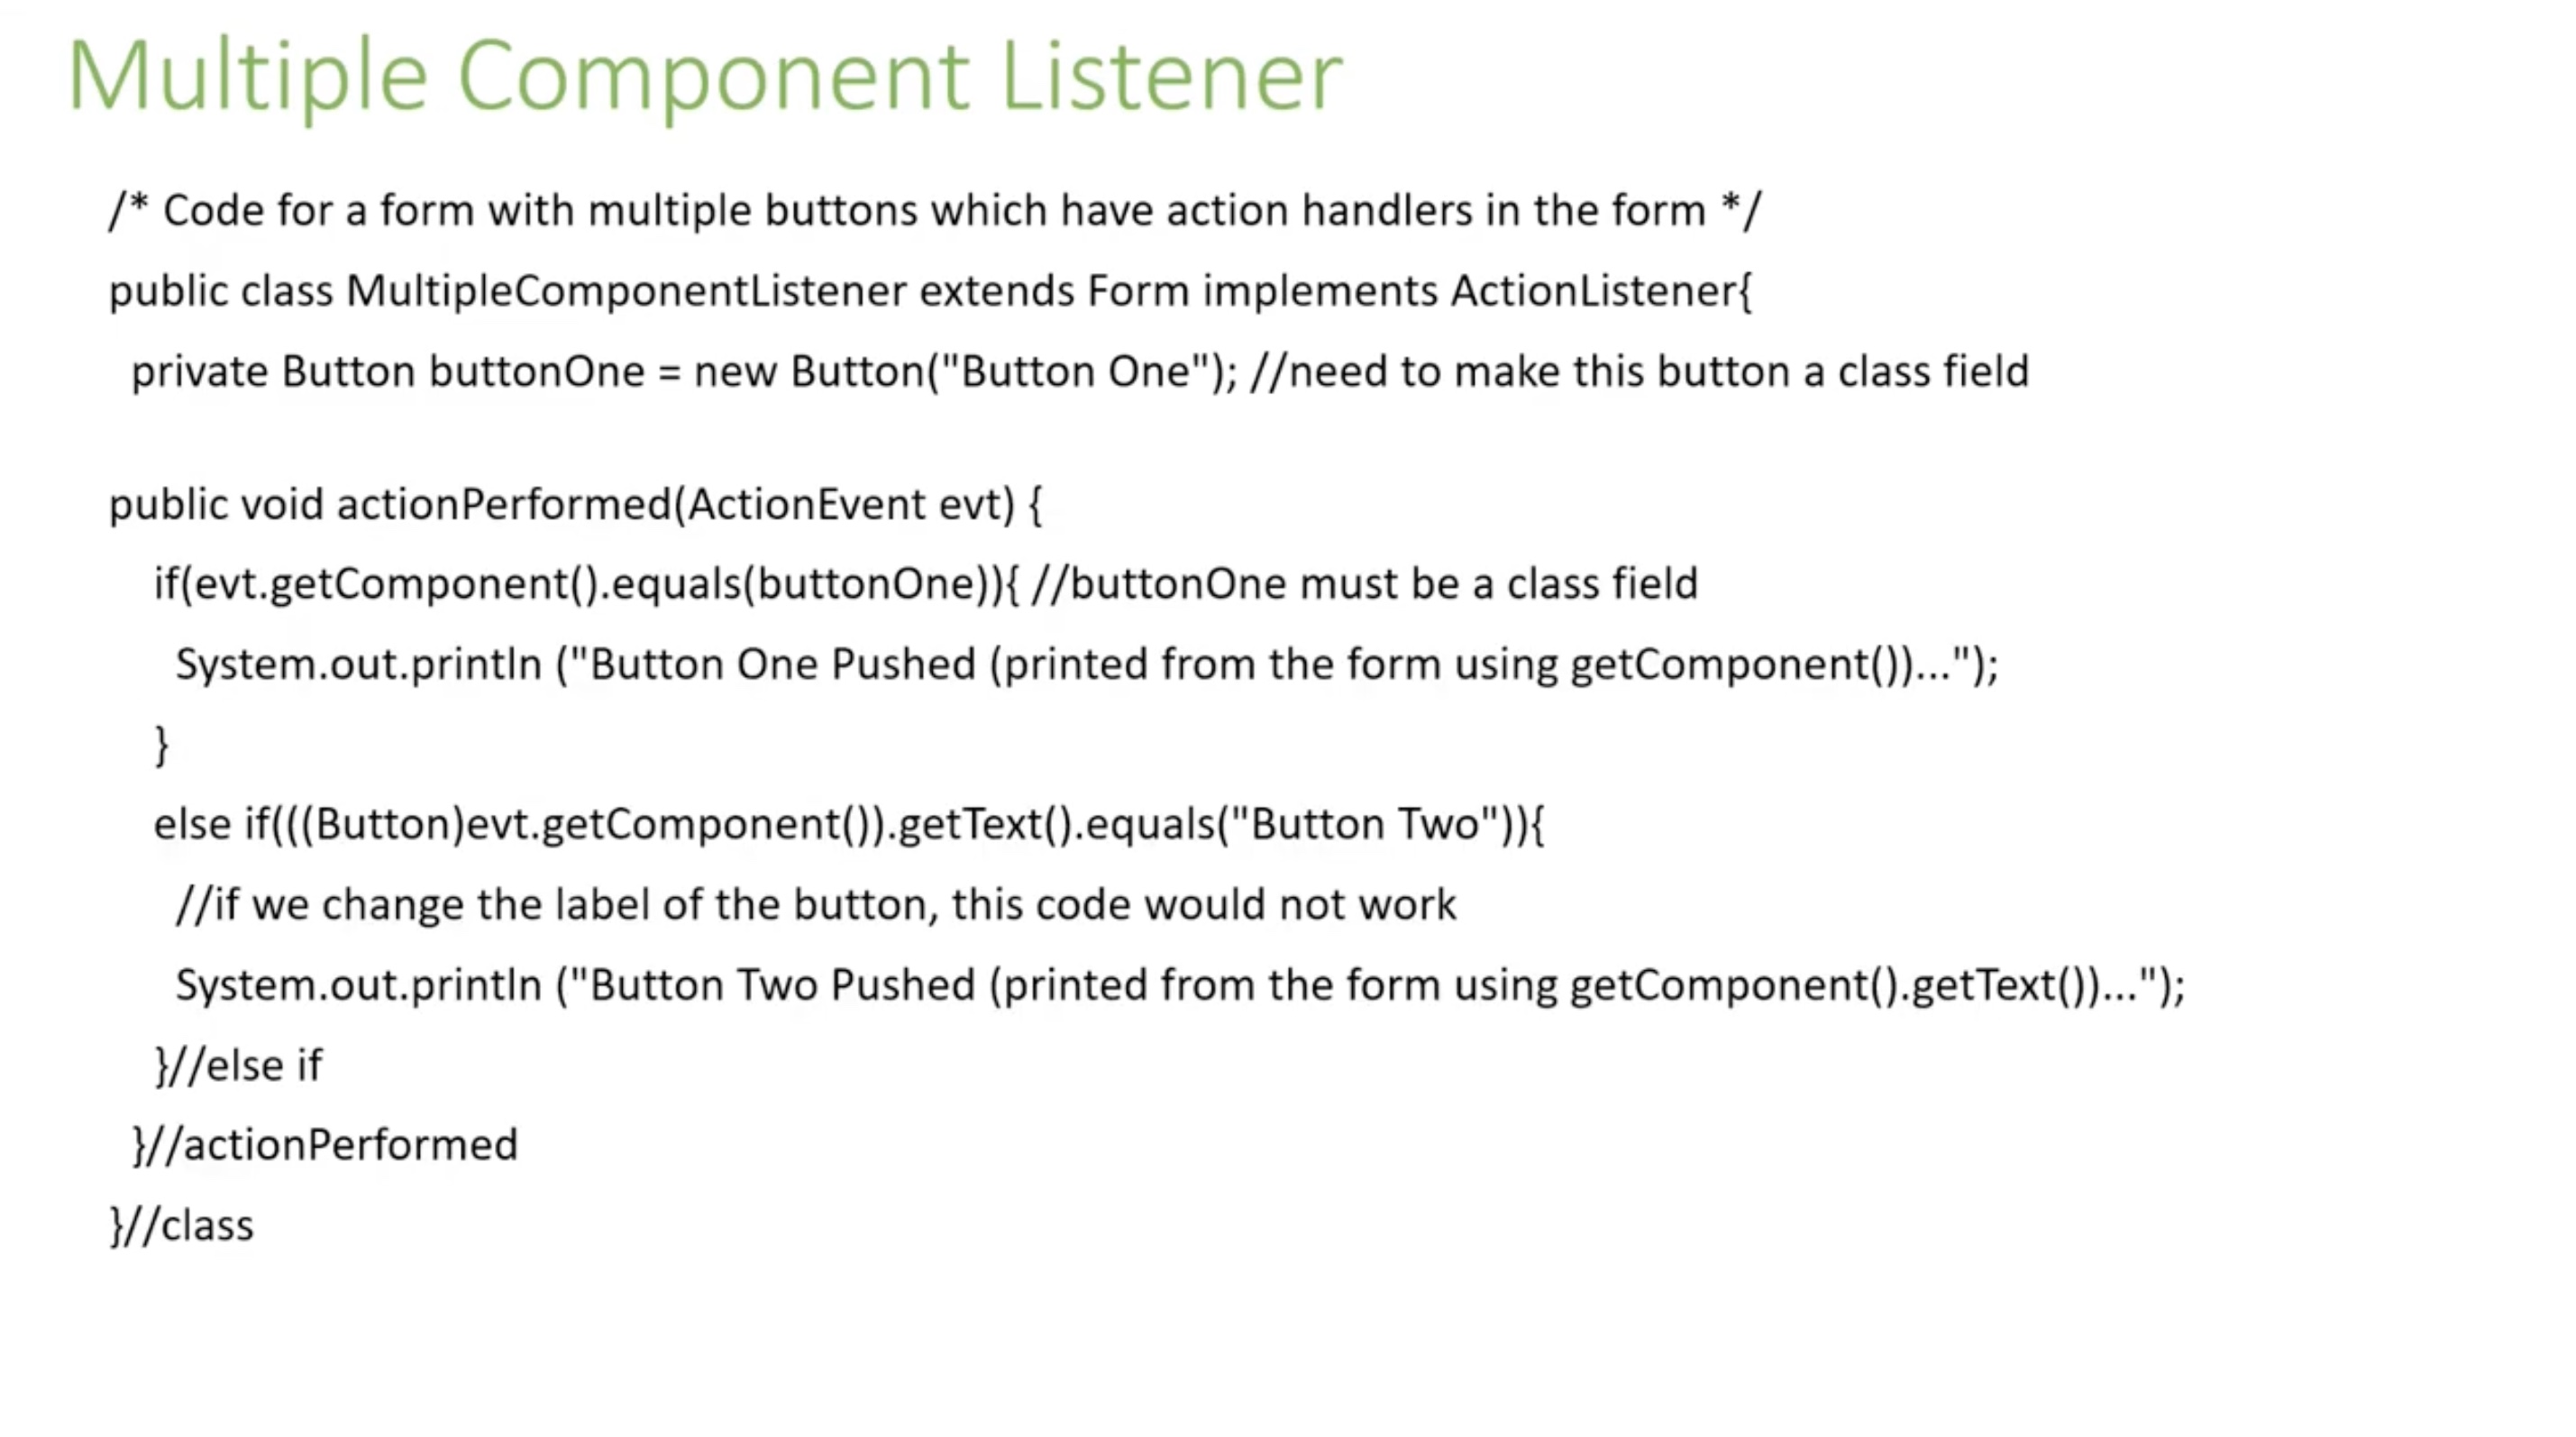 Multiple Component Listener
/* Code for a form with multiple buttons which have action handlers in the form */
public class MultipleComponentListener extends Form implements ActionListener{
private Button buttonOne = new Button("Button One"); //need to make this button a class field
public void actionPerformed(ActionEvent evt) {
if(evt.getComponent().equals(buttonOne)){ //buttonOne must be a class field
System.out.println ("Button One Pushed (printed from the form using getComponent())...");
}
else if(((Button)evt.getComponent()).getText().equals("Button Two")){
//if we change the label of the button, this code would not work
System.out.println ("Button Two Pushed (printed from the form using getComponent().getText())...");
}//else if
}//actionPerformed
}//class